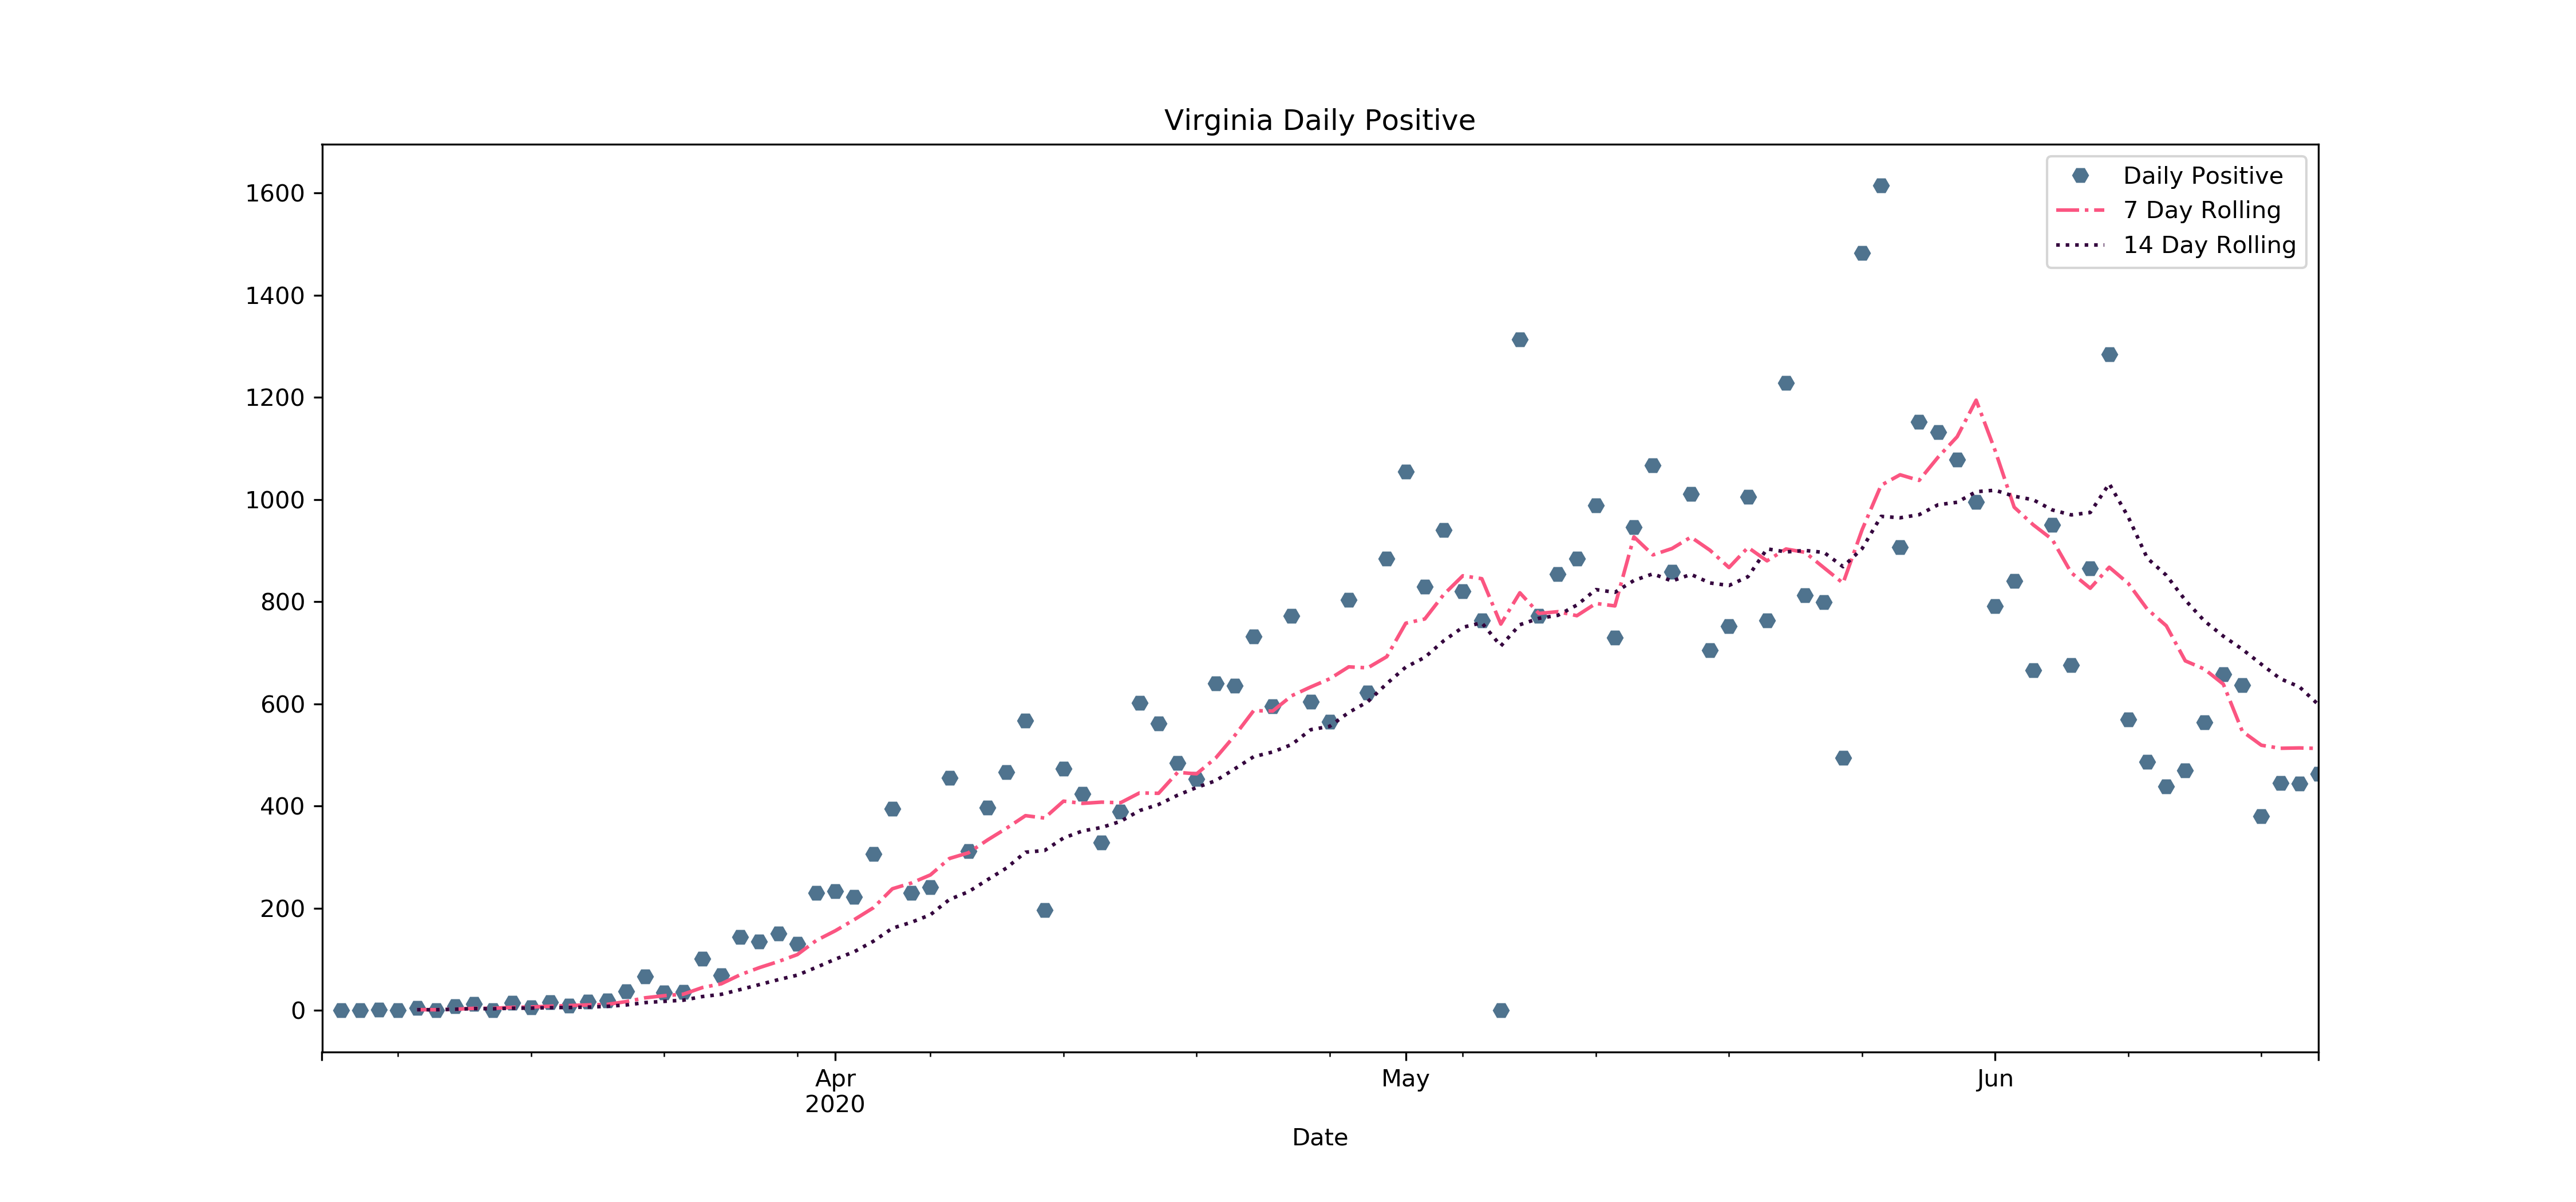 Virginia Daily Positive
Daily Positive
7 Day Rolling
14 Day Rolling
1600
1400
1200
1000
800
600
400
200
0
Apr
2020
May
Jun
Date